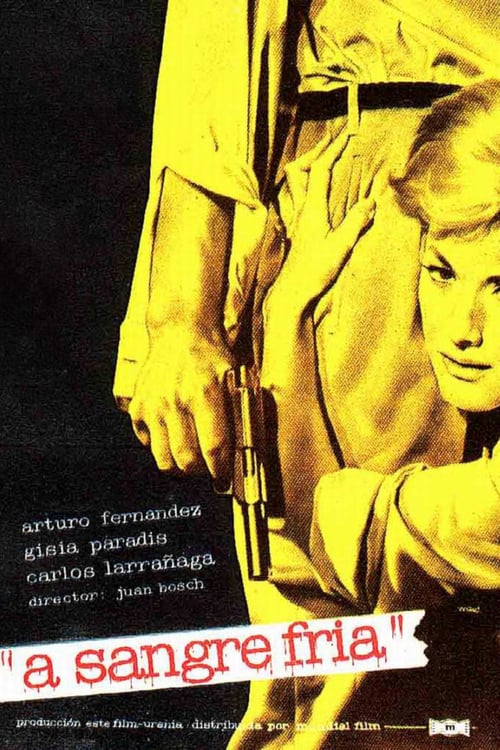 arturo fernandez
gisia paradis
carlos larrañaga
director: juan bosch
"a sangre fria"
producción este film-urania · distribuida por mundial film
m